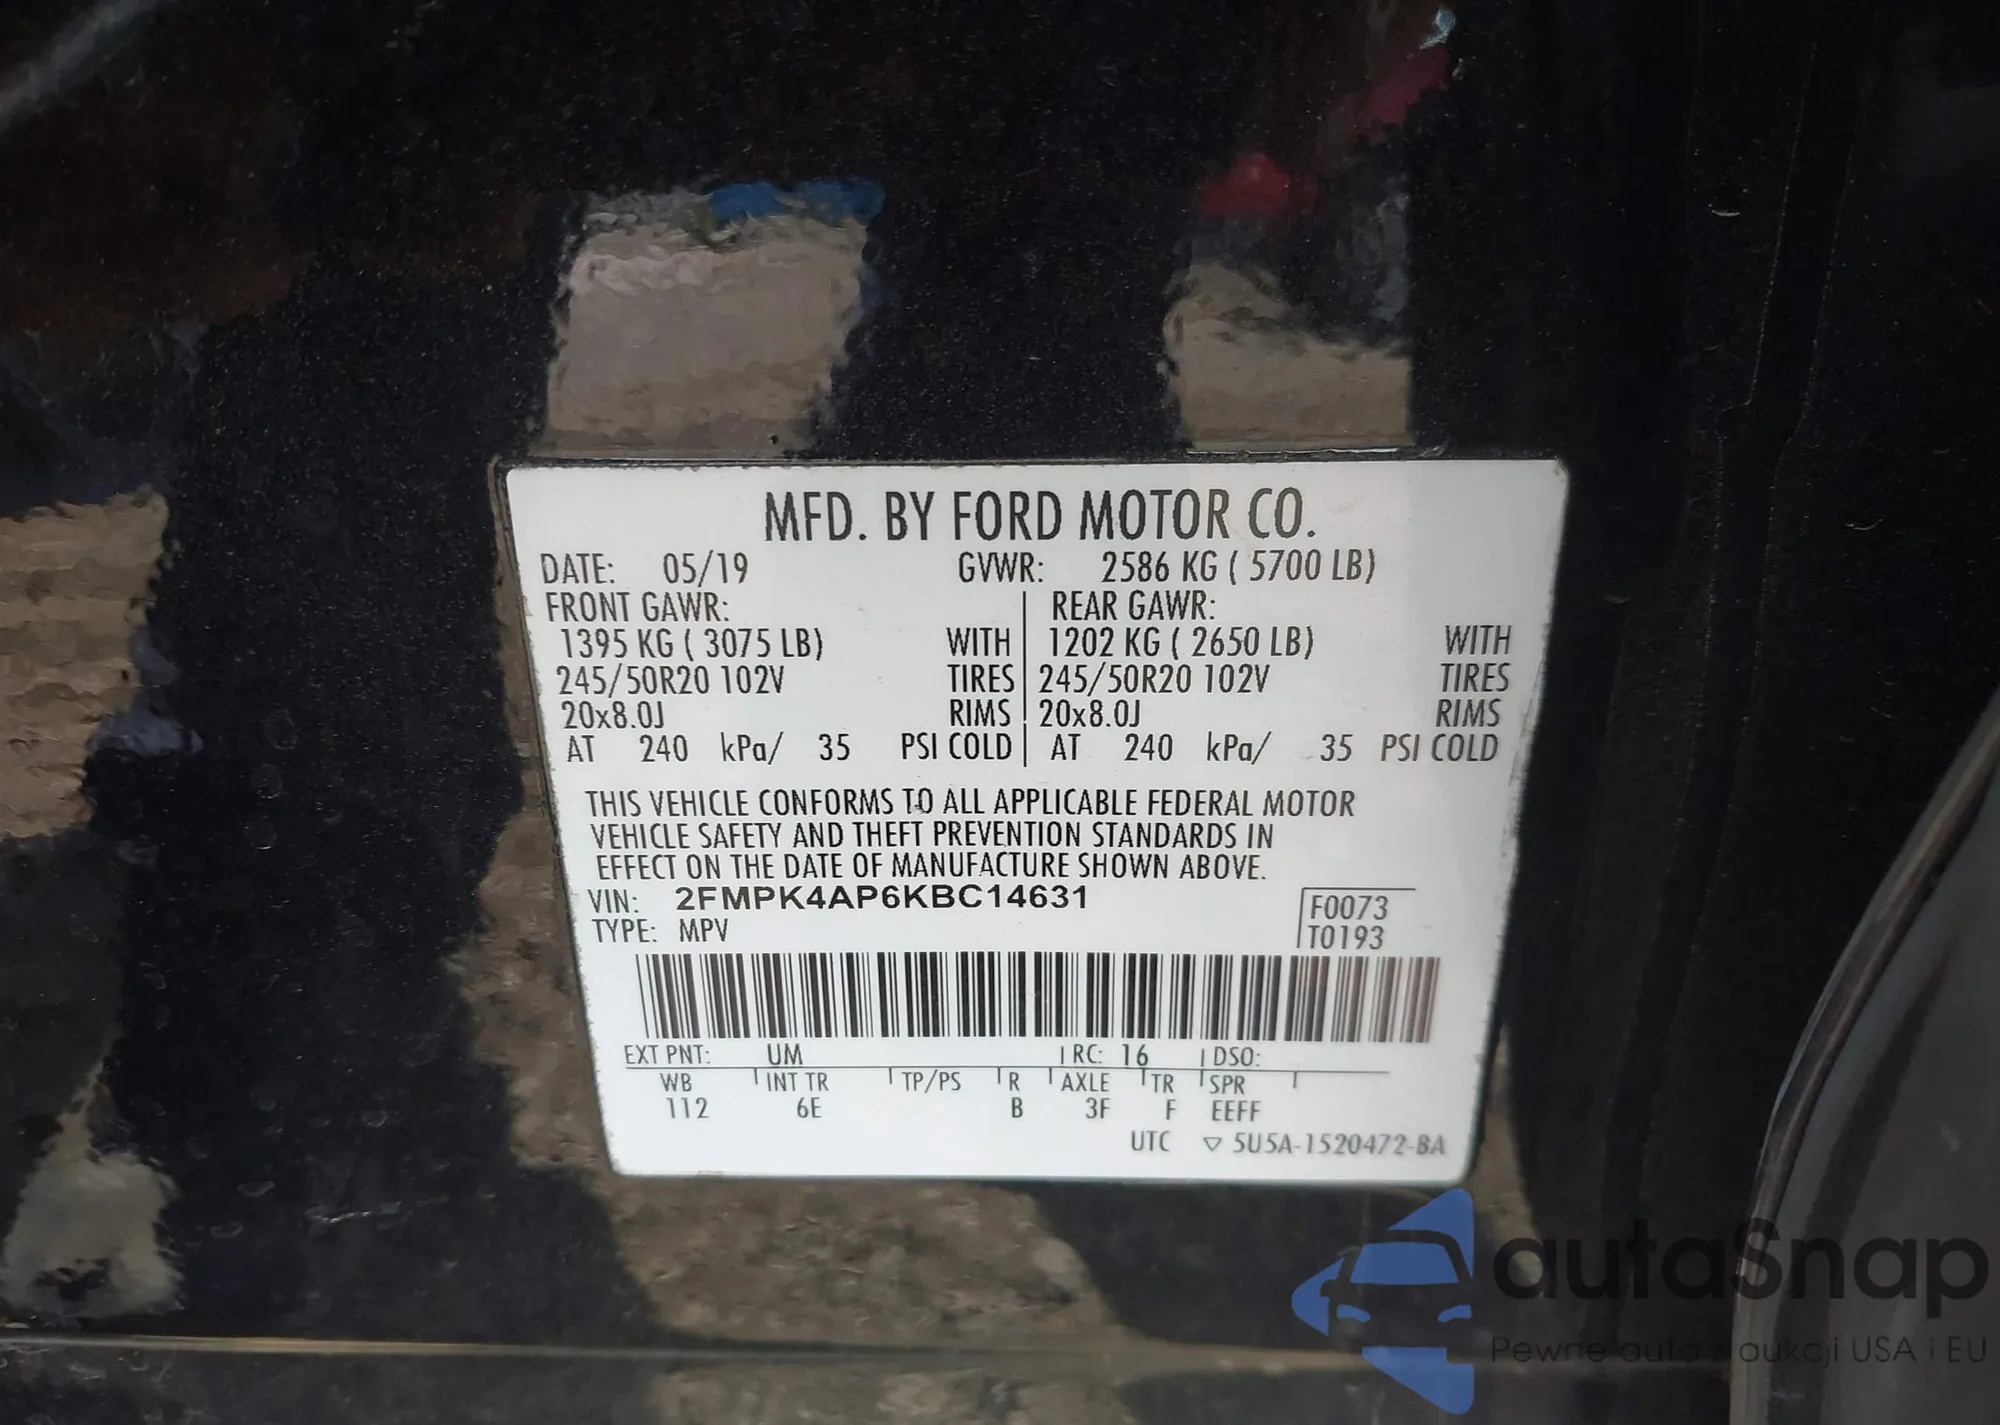 MFD. BY FORD MOTOR CO.
DATE: 05/19 GVWR: 2586 KG ( 5700 LB)
FRONT GAWR: REAR GAWR:
1395 KG ( 3075 LB) WITH 1202 KG ( 2650 LB) WITH
245/50R20 102V TIRES 245/50R20 102V TIRES
20x8.0J RIMS 20x8.0J RIMS
AT 240 kPa/ 35 PSI COLD AT 240 kPa/ 35 PSI COLD
THIS VEHICLE CONFORMS TO ALL APPLICABLE FEDERAL MOTOR
VEHICLE SAFETY AND THEFT PREVENTION STANDARDS IN
EFFECT ON THE DATE OF MANUFACTURE SHOWN ABOVE.
VIN: 2FMPK4AP6KBC14631
F0073
TYPE: MPV
T0193
EXT PNT: UM RC: 16 DSO:
WB INT TR TP/PS R AXLE TR SPR
112 6E B 3F F EEFF
UTC ▽ 5U5A-1520472-BA
autaSnap
Pewne auta z aukcji USA i EU